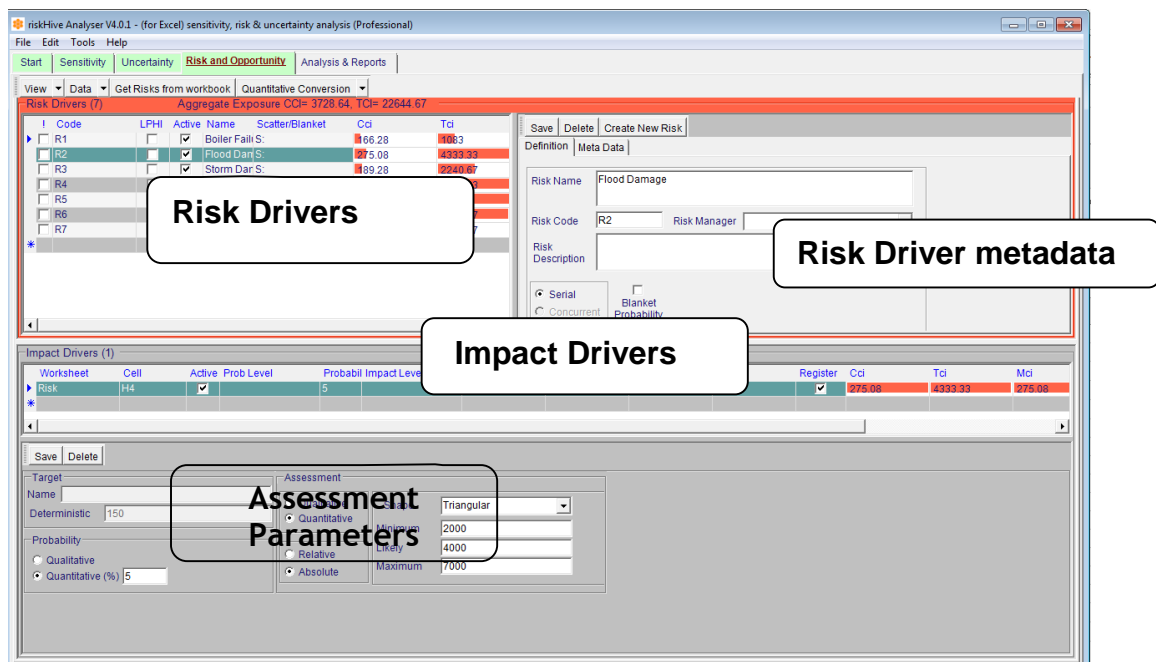 riskHive Analyser V4.0.1 - (for Excel) sensitivity, risk & uncertainty analysis (Professional)
File Edit Tools Help
Start Sensitivity Uncertainty Risk and Opportunity Analysis & Reports
View Data Get Risks from workbook Quantitative Conversion
Risk Drivers (7) Aggregate Exposure CCI= 3728.64, TCI= 22644.67
! Code LPHI Active Name Scatter/Blanket Cci Tci
R1 Boiler Fail S: 166.28 1083
R2 Flood Dan S: 275.08 4333.33
R3 Storm Dar S: 189.28 2240.67
R4
R5
R6
R7
Risk Drivers
Save Delete Create New Risk
Definition Meta Data
Risk Name Flood Damage
Risk Code R2 Risk Manager
Risk
Description
Serial
Concurrent
Blanket
Probability
Risk Driver metadata
Impact Drivers
Impact Drivers (1)
Worksheet Cell Active Prob Level Probabil Impact Leve Register Cci Tci Mci
Risk H4 5 275.08 4333.33 275.08
Save Delete
Target
Name
Deterministic 150
Probability
Qualitative
Quantitative (%) 5
Assessment
Quantitative
Relative
Absolute
Triangular
Minimum 2000
Likely 4000
Maximum 7000
Assessment
Parameters